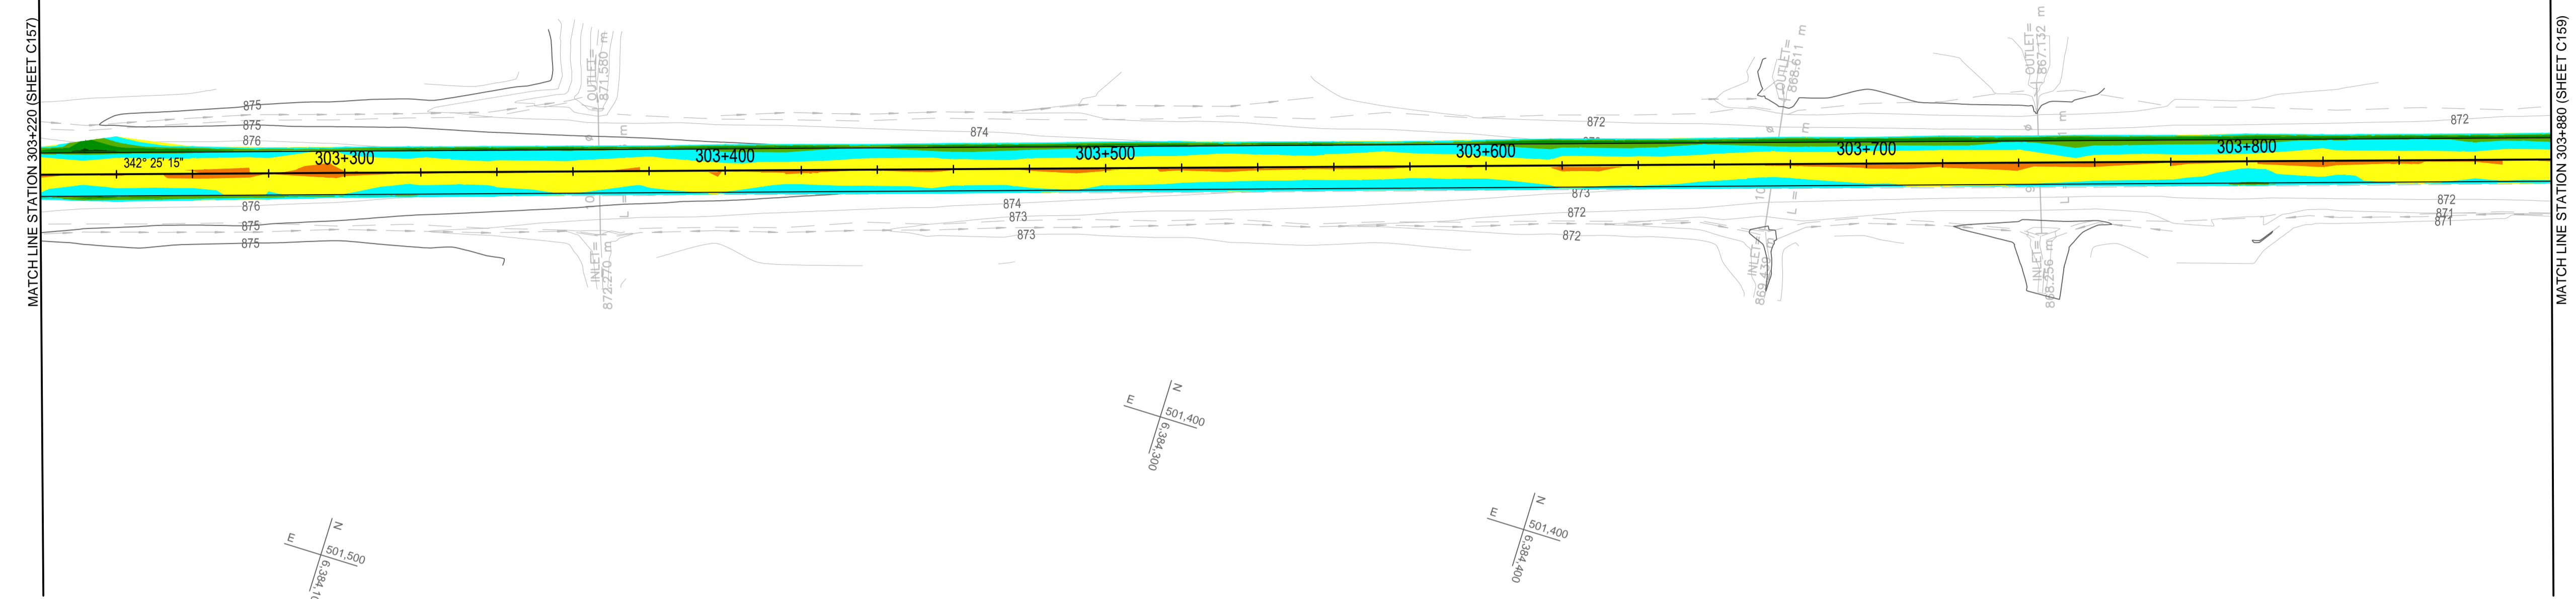 MATCH LINE STATION 303+220 (SHEET C157)
MATCH LINE STATION 303+880 (SHEET C159)
OUTLET=
871.580 m
OUTLET=
868.611 m
OUTLET=
867.132 m
875
875
876
874
872
872
342° 25' 15"
303+300
303+400
303+500
303+600
303+700
303+800
Ø
m
Ø
m
Ø
m
L =
L =
876
875
875
874
873
873
873
872
872
872
871
871
INLET=
872.270 m
INLET=
869.439 m
INLET=
868.256 m
N
E
501,400
6,384,300
N
E
501,400
6,384,400
N
E
501,500